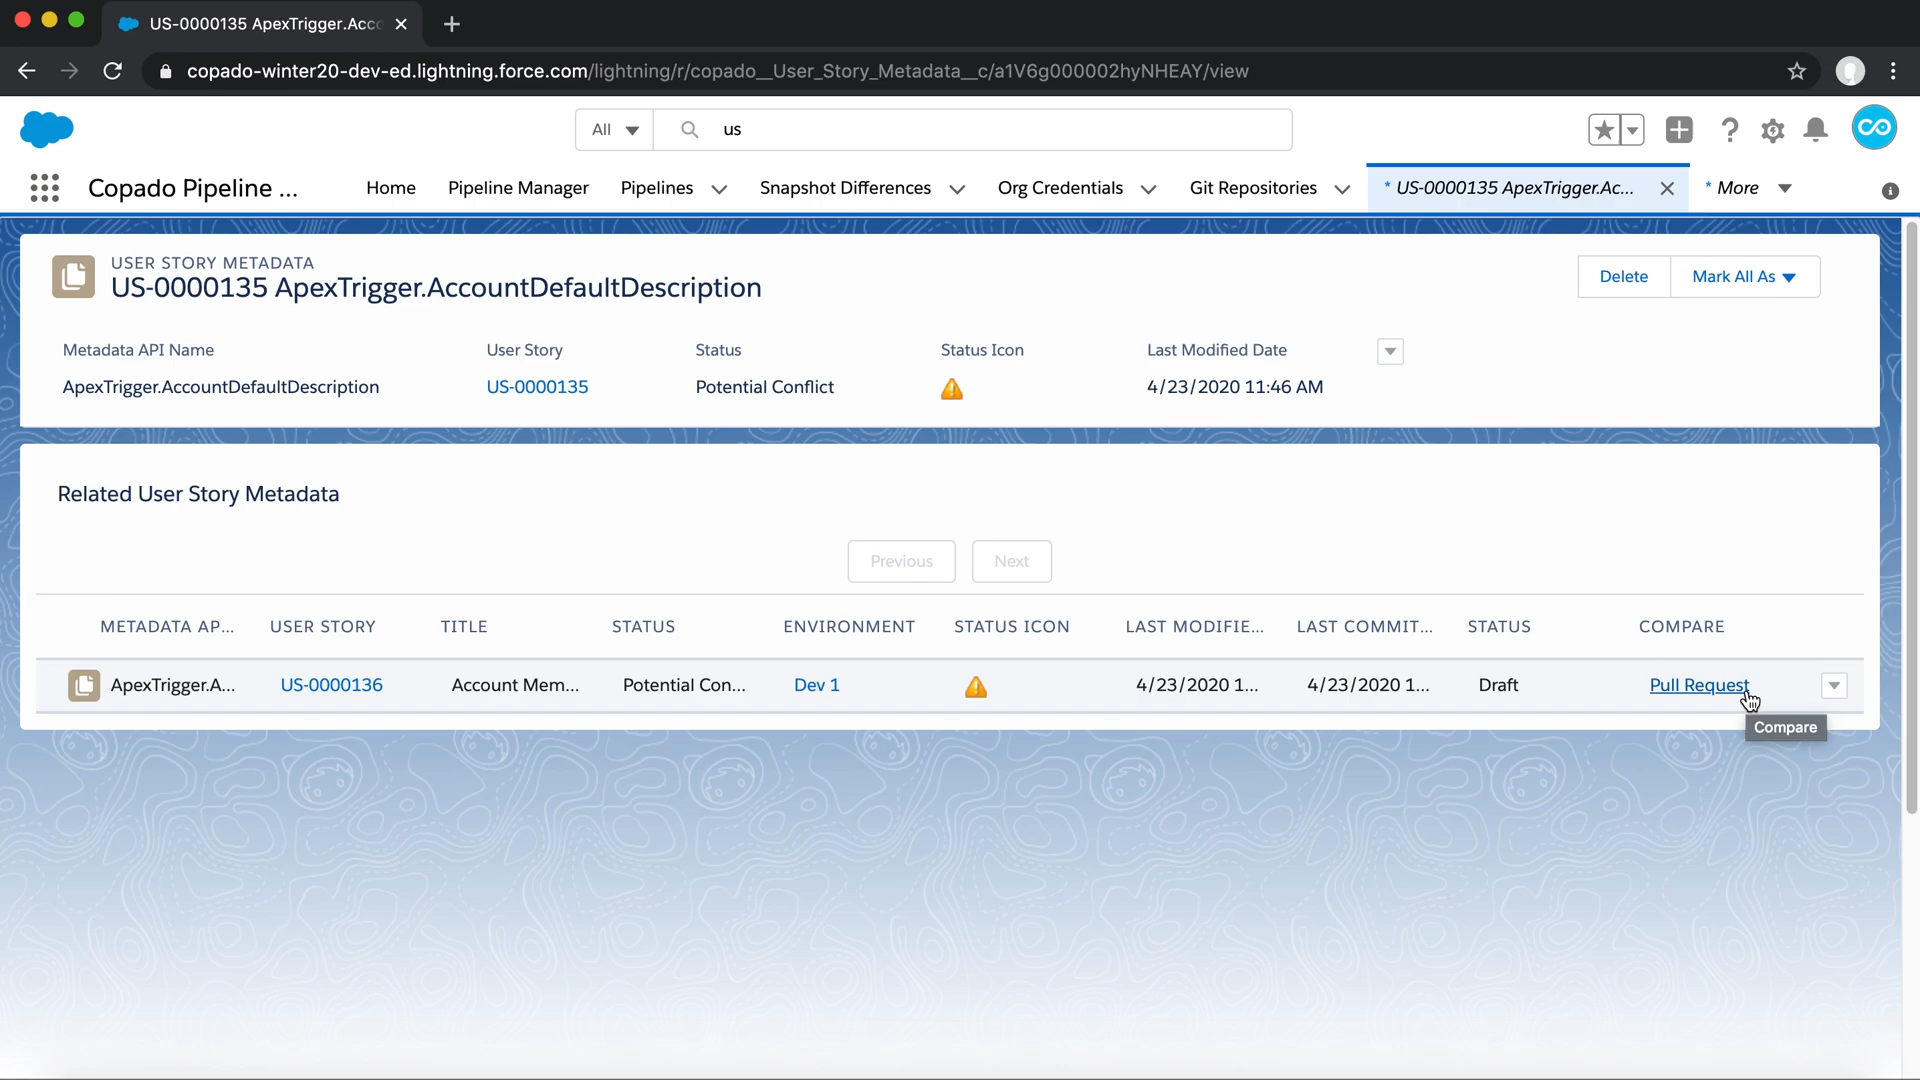 US-0000135 ApexTrigger.Acco
copado-winter20-dev-ed.lightning.force.com/lightning/r/copado__User_Story_Metadata__c/a1V6g000002hyNHEAY/view
All us
Copado Pipeline ... Home Pipeline Manager Pipelines Snapshot Differences Org Credentials Git Repositories * US-0000135 ApexTrigger.Ac... * More
USER STORY METADATA
US-0000135 ApexTrigger.AccountDefaultDescription
Delete Mark All As
Metadata API Name User Story Status Status Icon Last Modified Date
ApexTrigger.AccountDefaultDescription US-0000135 Potential Conflict 4/23/2020 11:46 AM
Related User Story Metadata
Previous Next
METADATA AP... USER STORY TITLE STATUS ENVIRONMENT STATUS ICON LAST MODIFIE... LAST COMMIT... STATUS COMPARE
ApexTrigger.A... US-0000136 Account Mem... Potential Con... Dev 1 4/23/2020 1... 4/23/2020 1... Draft Pull Request
Compare